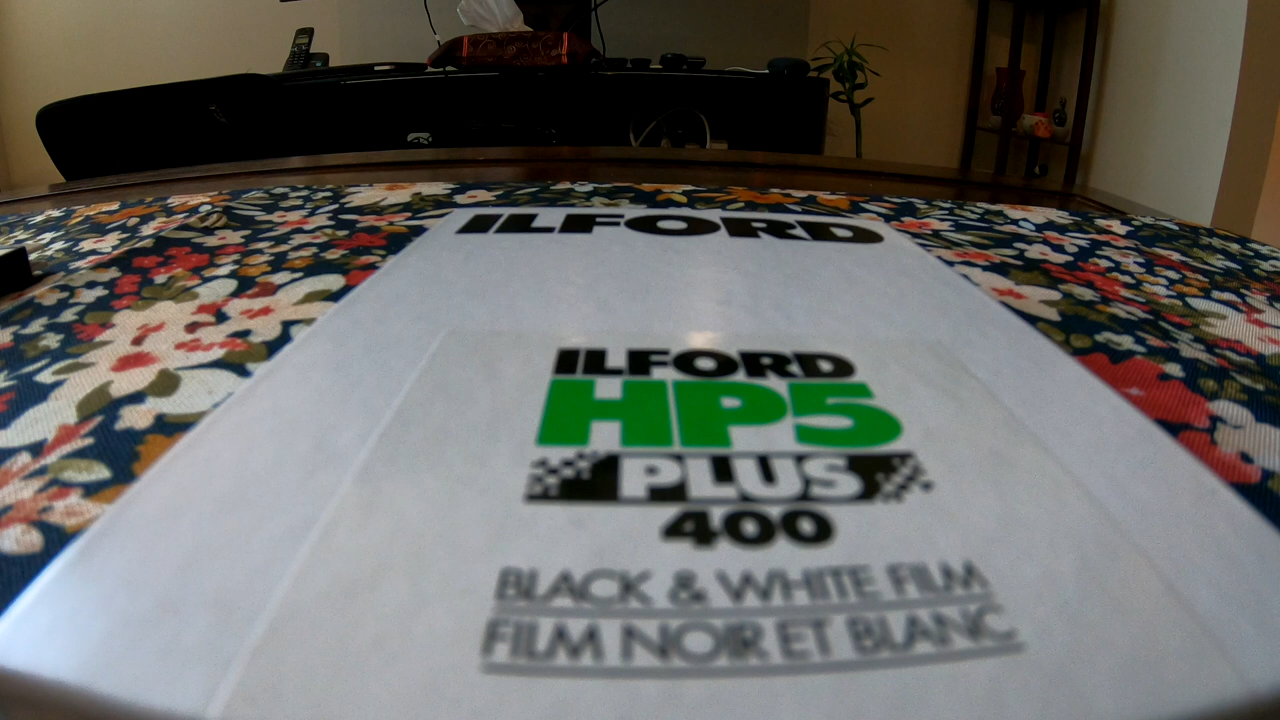 ILFORD
ILFORD
HP5
PLUS
400
BLACK & WHITE FILM
FILM NOIR ET BLANC